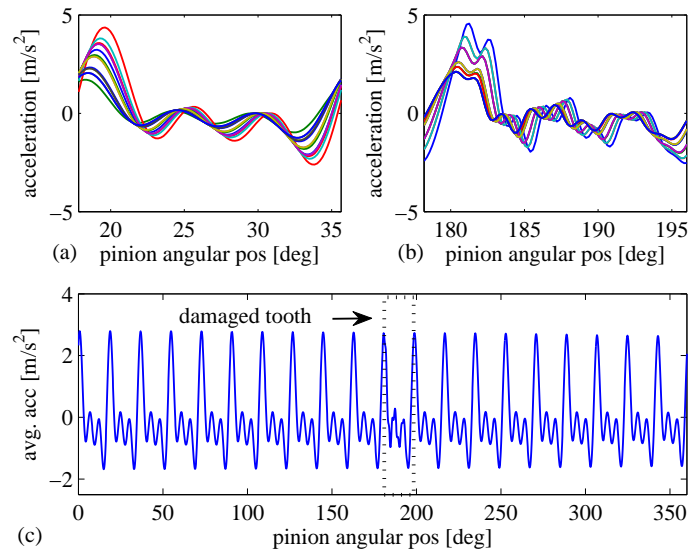 5
0
−5
acceleration [m/s²]
20 25 30 35
(a) pinion angular pos [deg]
5
0
−5
acceleration [m/s²]
180 185 190 195
(b) pinion angular pos [deg]
4
2
0
−2
avg. acc [m/s²]
damaged tooth
0 50 100 150 200 250 300 350
(c) pinion angular pos [deg]